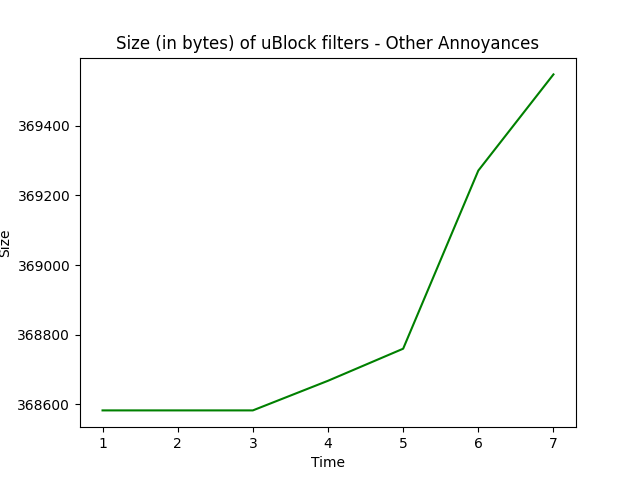 Size (in bytes) of uBlock filters - Other Annoyances
369400
369200
369000
368800
368600
Size
1 2 3 4 5 6 7
Time